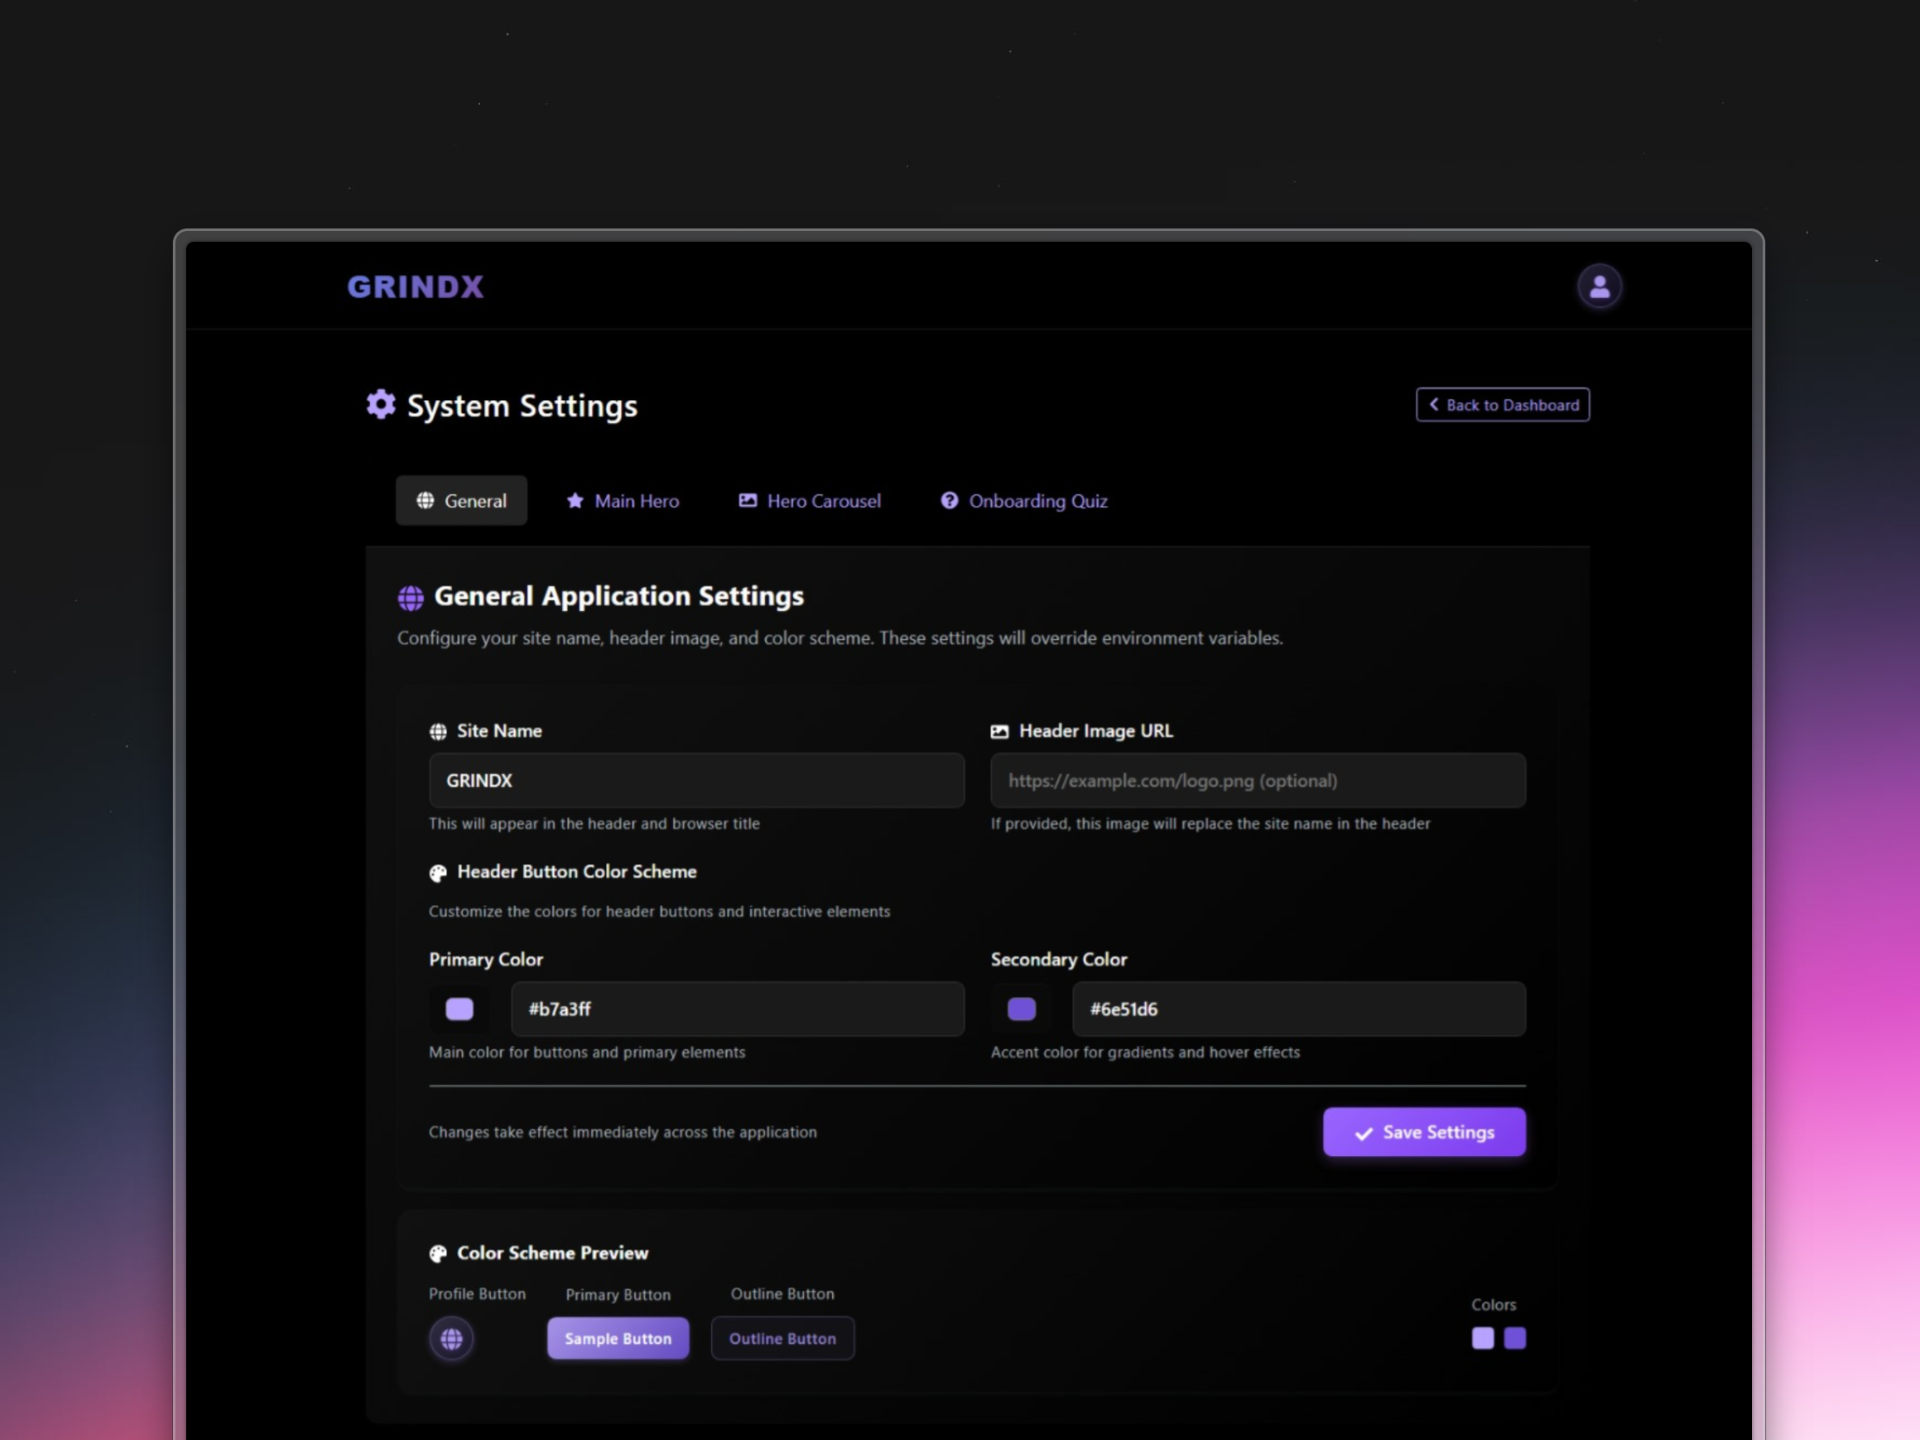 GRINDX
System Settings
Back to Dashboard
General
Main Hero
Hero Carousel
Onboarding Quiz
General Application Settings
Configure your site name, header image, and color scheme. These settings will override environment variables.
Site Name
Header Image URL
GRINDX
https://example.com/logo.png (optional)
This will appear in the header and browser title
If provided, this image will replace the site name in the header
Header Button Color Scheme
Customize the colors for header buttons and interactive elements
Primary Color
Secondary Color
#b7a3ff
#6e51d6
Main color for buttons and primary elements
Accent color for gradients and hover effects
Changes take effect immediately across the application
Save Settings
Color Scheme Preview
Profile Button
Primary Button
Outline Button
Colors
Sample Button
Outline Button